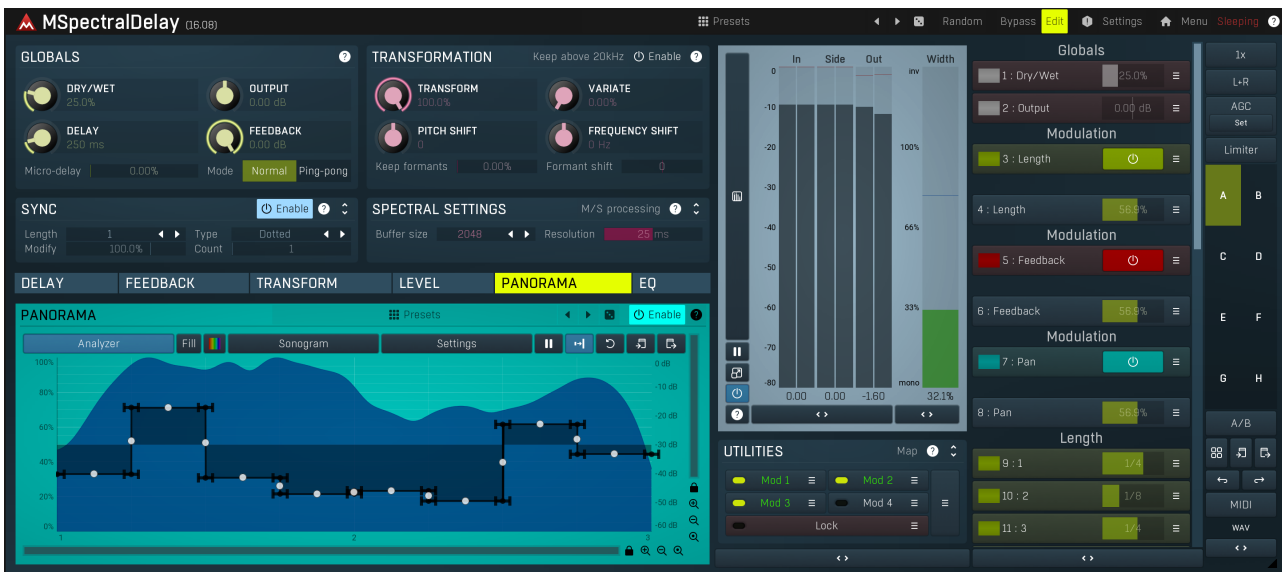 MSpectralDelay (16.08) Presets Random Bypass Edit Settings Menu Sleeping ?
GLOBALS ?
DRY/WET
25.0%
OUTPUT
0.00 dB
DELAY
250 ms
FEEDBACK
0.00 dB
Micro-delay 0.00% Mode Normal Ping-pong
TRANSFORMATION Keep above 20kHz Enable ?
TRANSFORM
100.0%
VARIATE
0.00%
PITCH SHIFT
0
FREQUENCY SHIFT
0 Hz
Keep formants 0.00% Formant shift 0
SYNC Enable ?
Length 1 Type Dotted
Modify 100.0% Count 1
SPECTRAL SETTINGS M/S processing ?
Buffer size 2048 Resolution 25 ms
DELAY FEEDBACK TRANSFORM LEVEL PANORAMA EQ
PANORAMA Presets Enable ?
Analyzer Fill Sonogram Settings
100% 0 dB
80% -10 dB
60% -20 dB
40% -30 dB
20% -40 dB
0% -50 dB
-60 dB
1 2 3
In Side Out Width
0 inv
-10
-20 100%
-30
-40 66%
-50
-60 33%
-70
-80 mono
0.00 0.00 -1.60 32.1%
?
UTILITIES Map ?
Mod 1 Mod 2
Mod 3 Mod 4
Lock
Globals
1 : Dry/Wet 25.0%
2 : Output 0.00 dB
Modulation
3 : Length
4 : Length 56.9%
Modulation
5 : Feedback
6 : Feedback 56.9%
Modulation
7 : Pan
8 : Pan 56.9%
Length
9 : 1 1/4
10 : 2 1/8
11 : 3 1/4
1x
L+R
AGC
Set
Limiter
A B
C D
E F
G H
A/B
MIDI
WAV